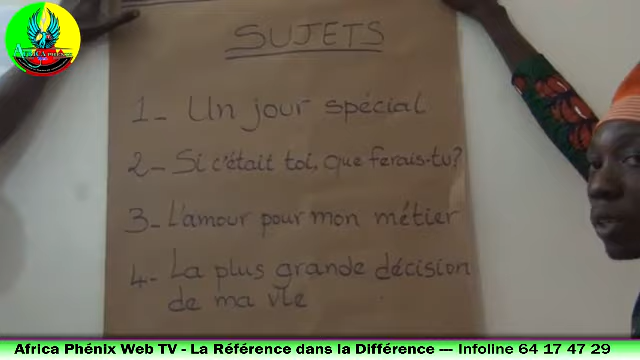 SUJETS
1- Un jour spécial
2- Si c'était toi, que ferais-tu?
3- L'amour pour mon métier
4- La plus grande décision
de ma vie
Africa Phénix Web TV - La Référence dans la Différence — Infoline 64 17 47 29